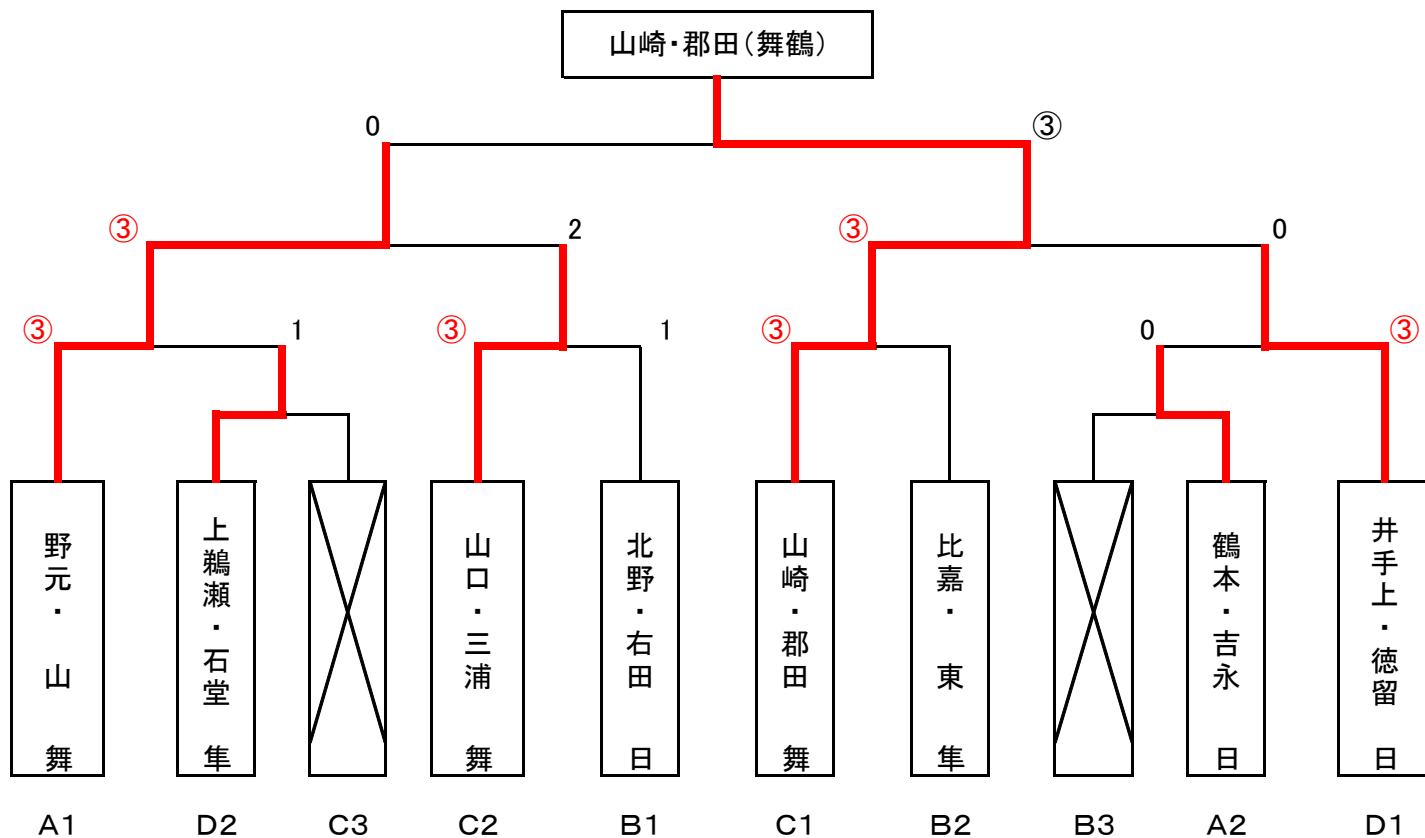 山崎・郡田（舞鶴）
0
③
③
2
③
0
③
1
③
1
③
0
③
野元・山 舞
上鵜瀬・石堂 隼
山口・三浦 舞
北野・右田 日
山崎・郡田 舞
比嘉・東 隼
鶴本・吉永 日
井手上・徳留 日
A1
D2
C3
C2
B1
C1
B2
B3
A2
D1